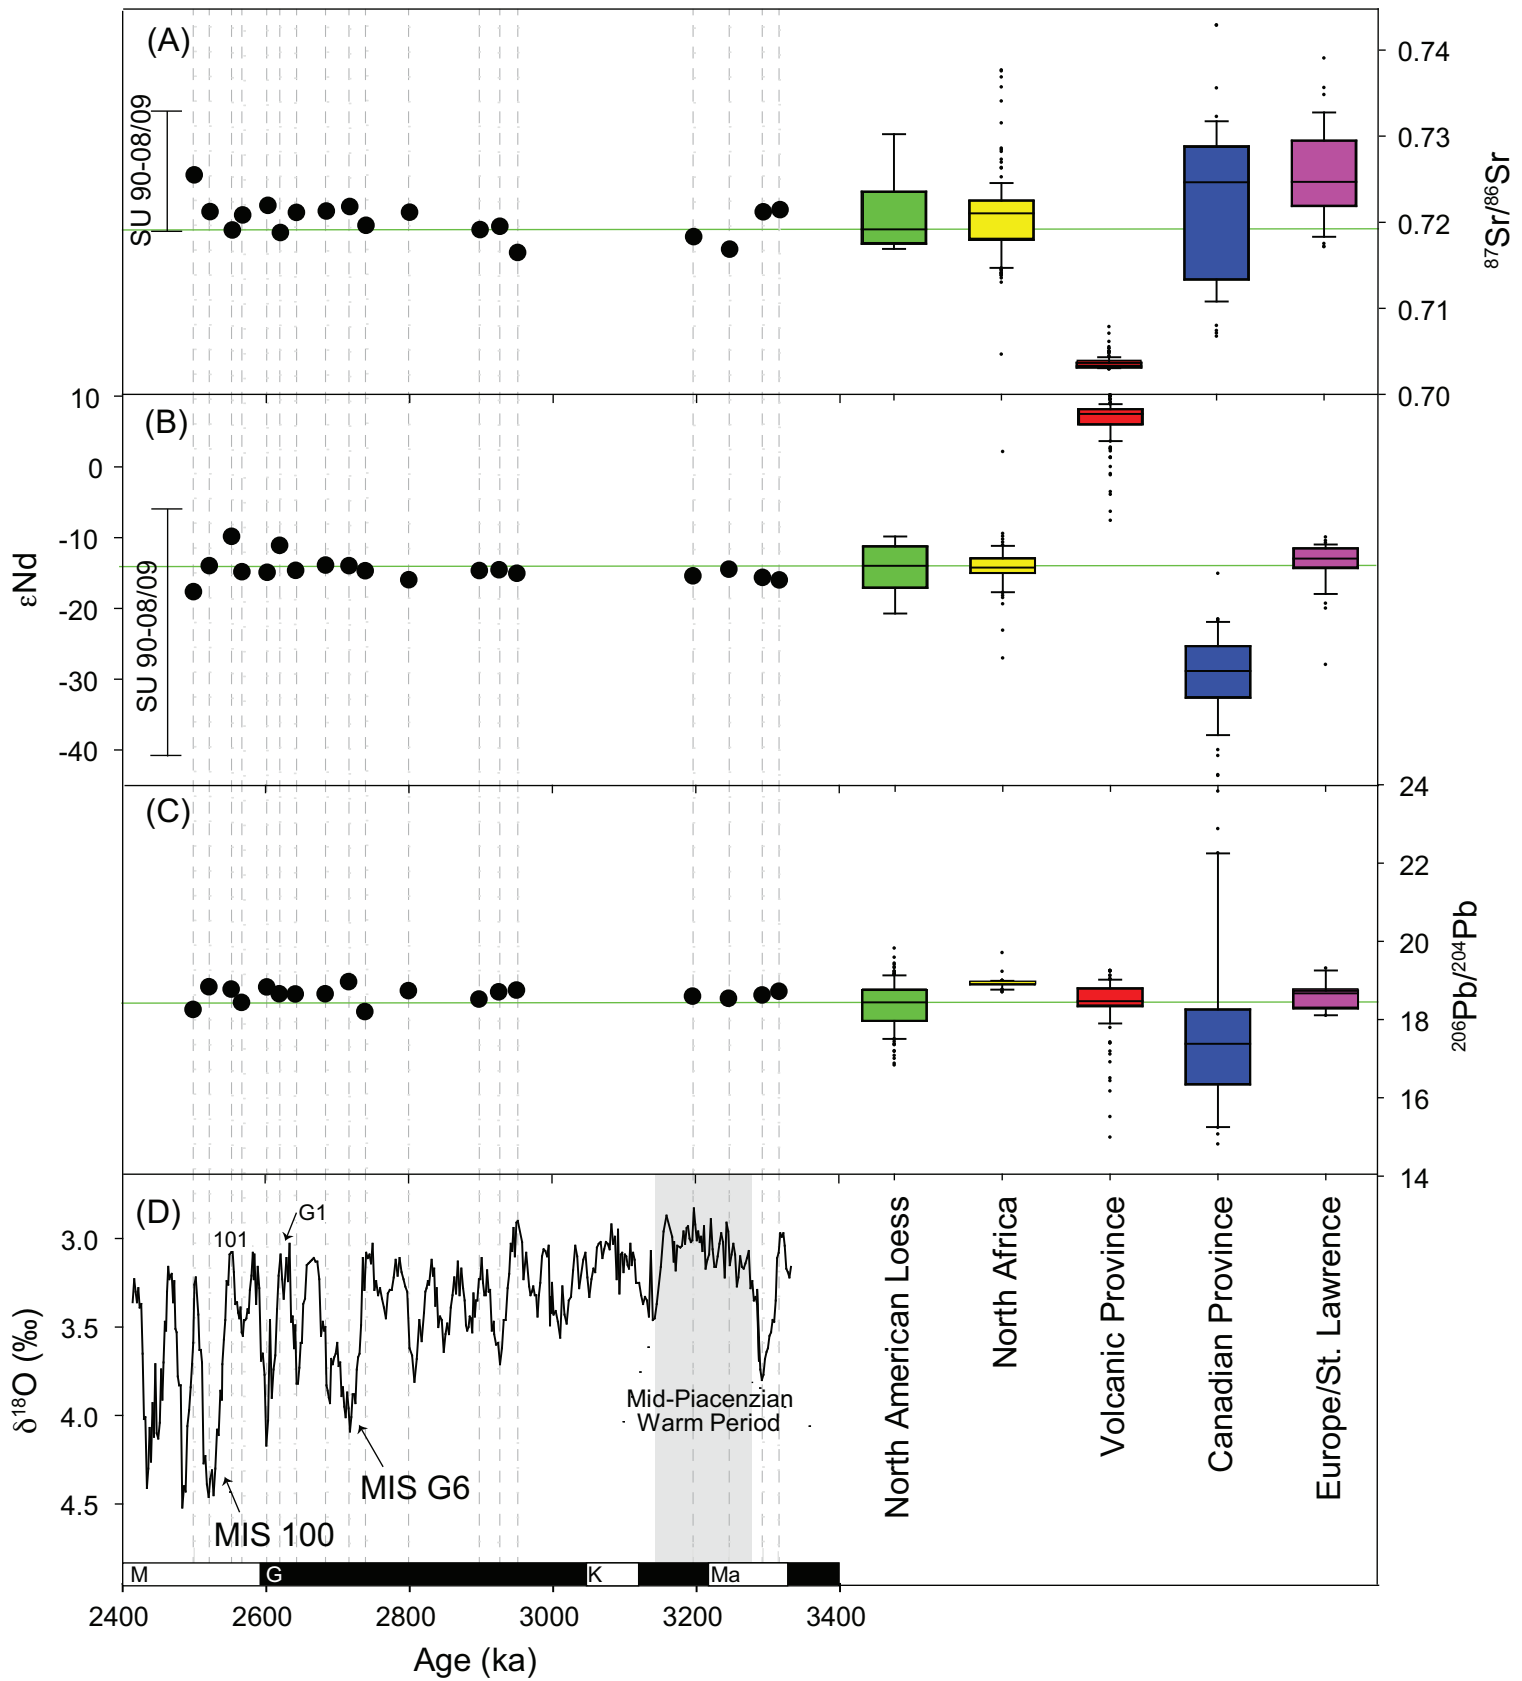 (A)
SU 90-08/09
0.74
0.73
0.72
0.71
0.70
87Sr/86Sr
(B)
10
0
-10
-20
-30
-40
εNd
SU 90-08/09
(C)
24
22
20
18
16
14
206Pb/204Pb
(D)
3.0
3.5
4.0
4.5
δ18O (‰)
101
G1
MIS 100
MIS G6
Mid-Piacenzian
Warm Period
North American Loess
North Africa
Volcanic Province
Canadian Province
Europe/St. Lawrence
M
G
K
Ma
2400
2600
2800
3000
3200
3400
Age (ka)